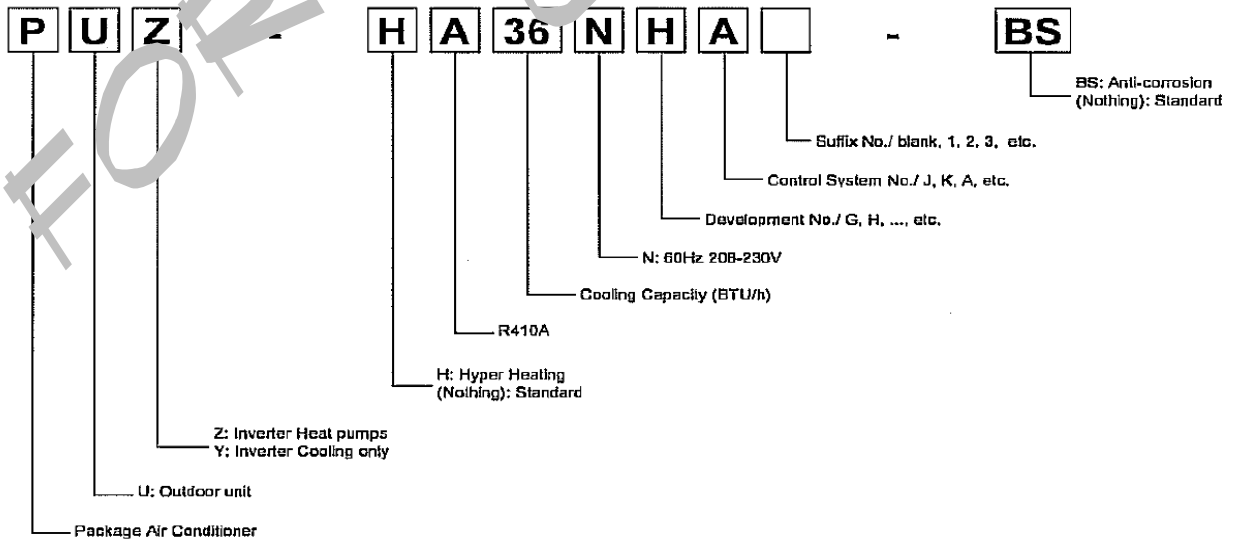 P U Z - H A 36 N H A - BS
BS: Anti-corrosion
(Nothing): Standard
Suffix No./ blank, 1, 2, 3, etc.
Control System No./ J, K, A, etc.
Development No./ G, H, ..., etc.
N: 60Hz 208-230V
Cooling Capacity (BTU/h)
R410A
H: Hyper Heating
(Nothing): Standard
Z: Inverter Heat pumps
Y: Inverter Cooling only
U: Outdoor unit
Package Air Conditioner
FOR